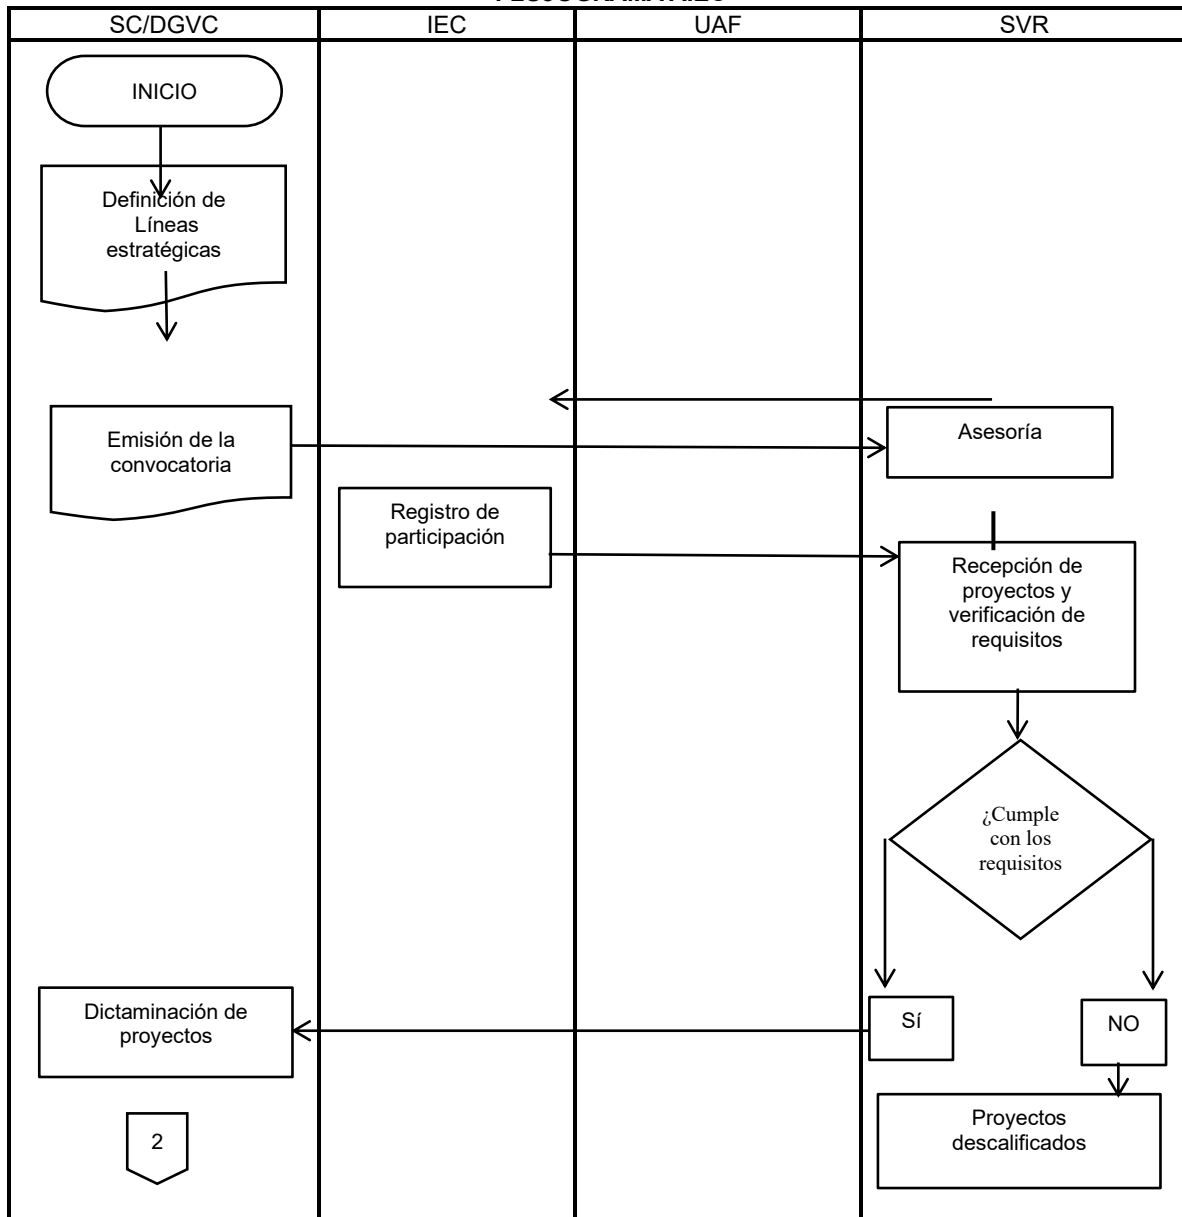 SC/DGVC
IEC
UAF
SVR
INICIO
Definición de
Líneas
estratégicas
Emisión de la
convocatoria
Asesoría
Registro de
participación
Recepción de
proyectos y
verificación de
requisitos
¿Cumple
con los
requisitos
Dictaminación de
proyectos
Sí
NO
Proyectos
descalificados
2